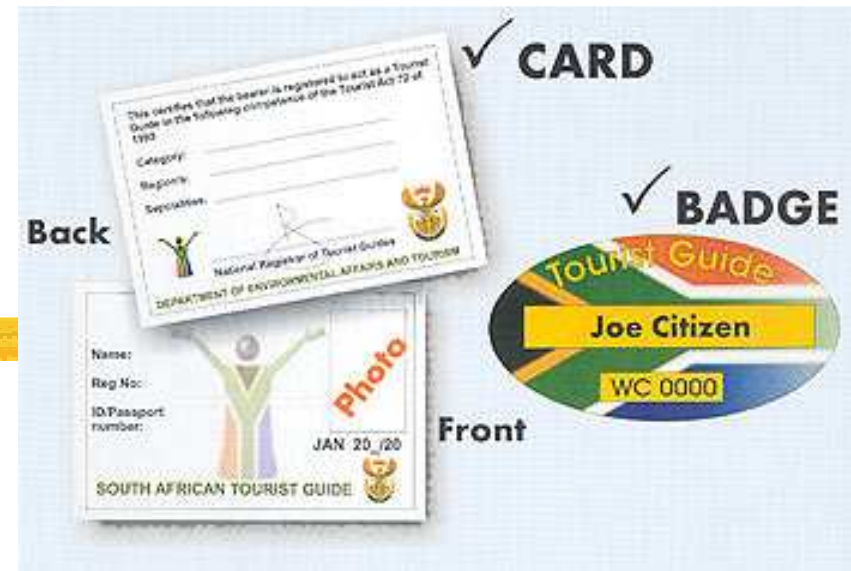 CARD
This certifies that the bearer is registered to act as a Tourist
Guide in the following competence of the Tourist Act 72 of
1993
Category:
Region/s:
Specialities:
National Registrar of Tourist Guides
DEPARTMENT OF ENVIRONMENTAL AFFAIRS AND TOURISM
Back
BADGE
Tourist Guide
Joe Citizen
WC 0000
Name:
Reg No:
ID/Passport
number:
Photo
JAN 20_/20
SOUTH AFRICAN TOURIST GUIDE
Front